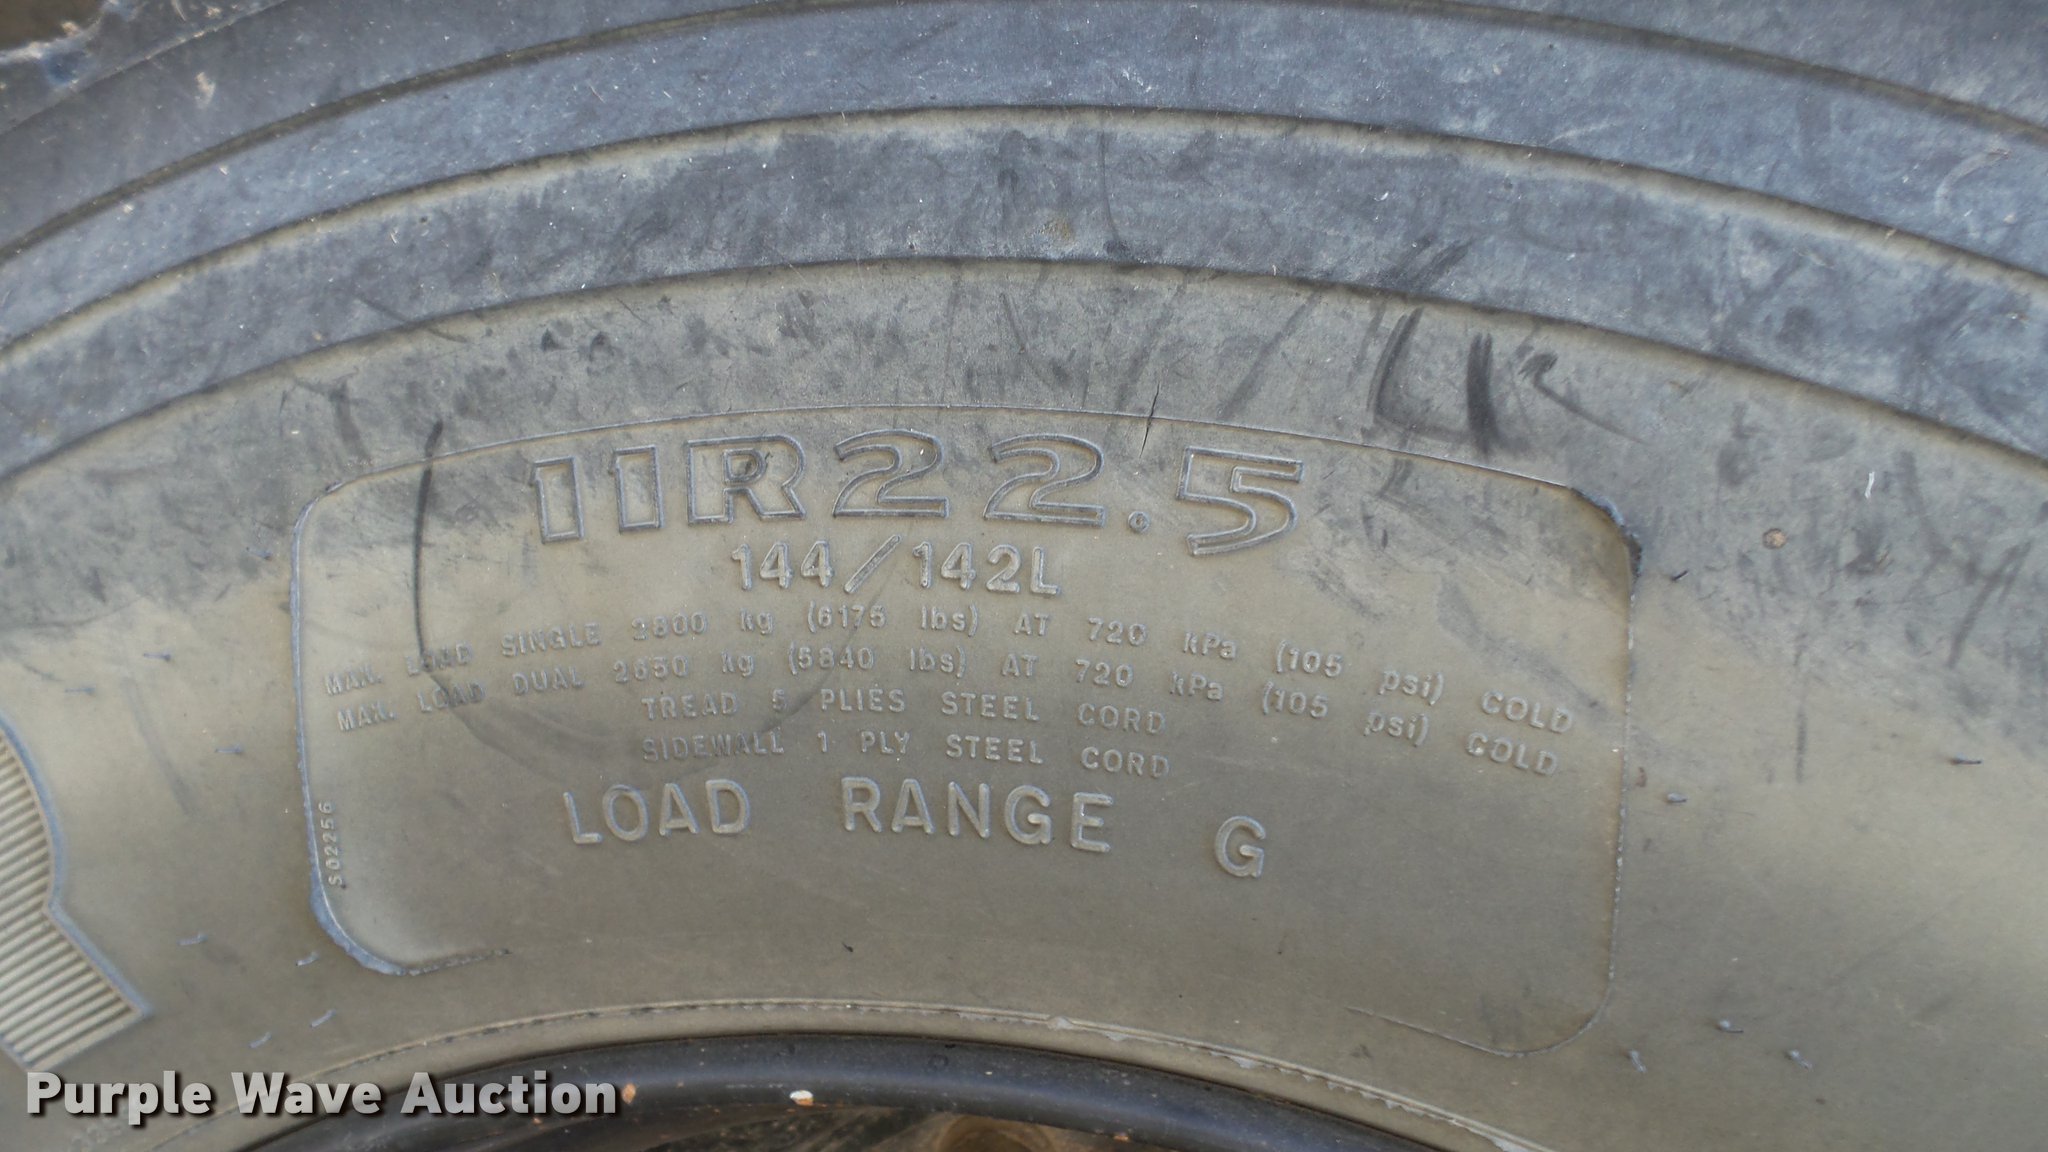 11R22.5
144/142L
MAX. LOAD SINGLE 2800 kg (6175 lbs) AT 720 kPa (105 psi) COLD
MAX. LOAD DUAL 2650 kg (5840 lbs) AT 720 kPa (105 psi) COLD
TREAD 5 PLIES STEEL CORD
SIDEWALL 1 PLY STEEL CORD
LOAD RANGE G
S02256
Purple Wave Auction